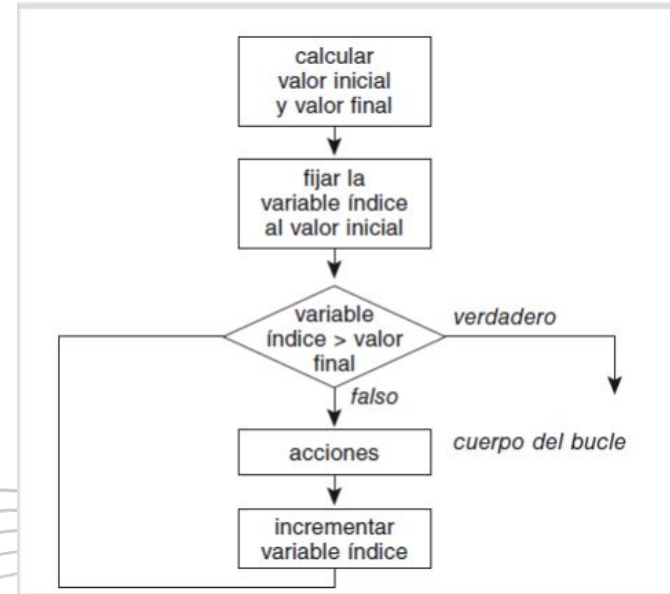 calcular
valor inicial
y valor final
fijar la
variable índice
al valor inicial
variable
índice > valor
final
verdadero
falso
acciones
cuerpo del bucle
incrementar
variable índice